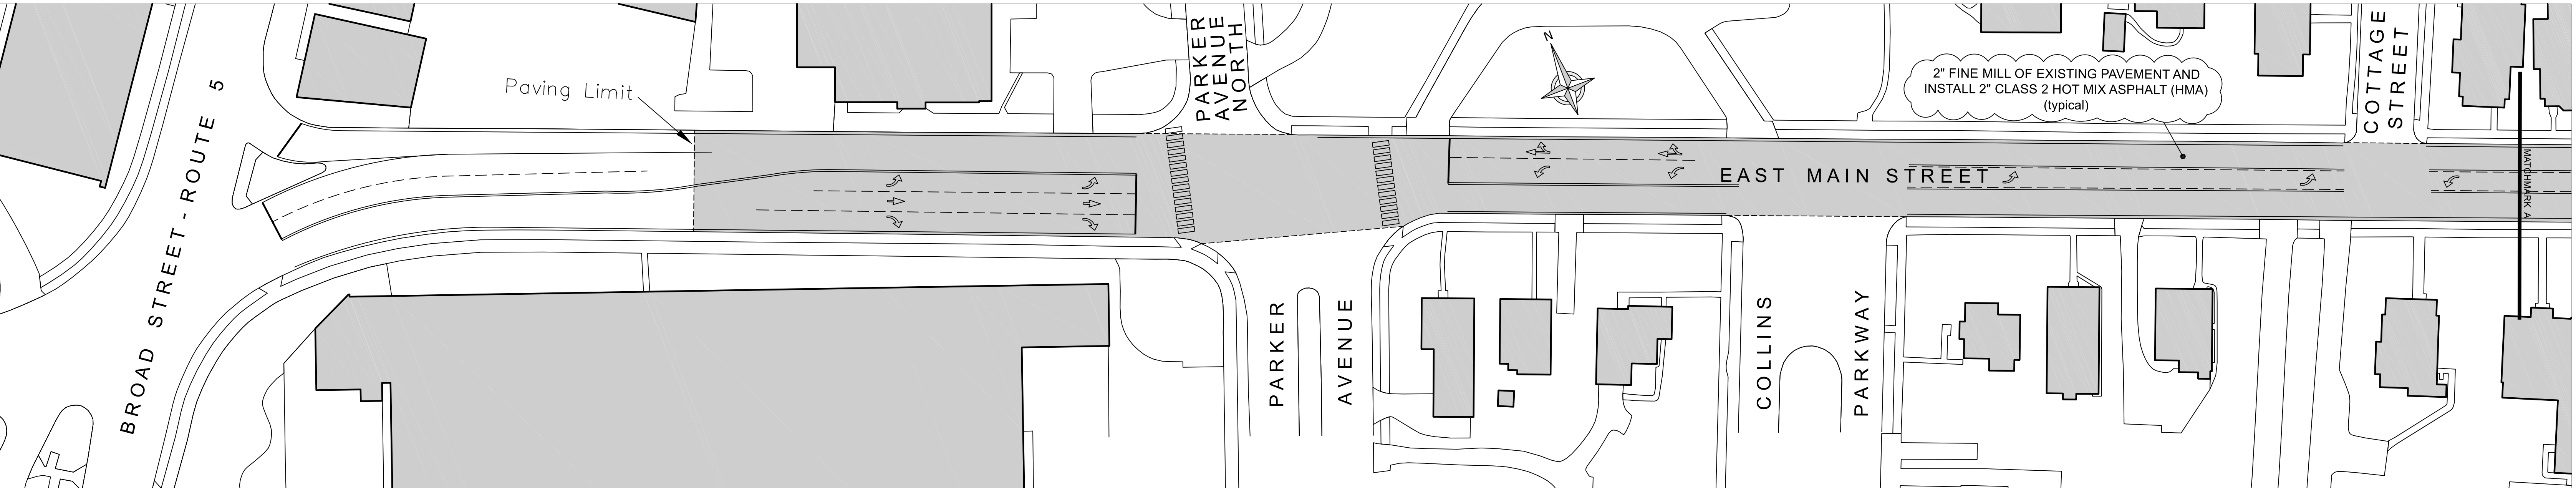 BROAD STREET - ROUTE 5
Paving Limit
PARKER
AVENUE
NORTH
N
2" FINE MILL OF EXISTING PAVEMENT AND
INSTALL 2" CLASS 2 HOT MIX ASPHALT (HMA)
(typical)
COTTAGE
STREET
EAST MAIN STREET
MATCHMARK A
PARKER
AVENUE
COLLINS
PARKWAY